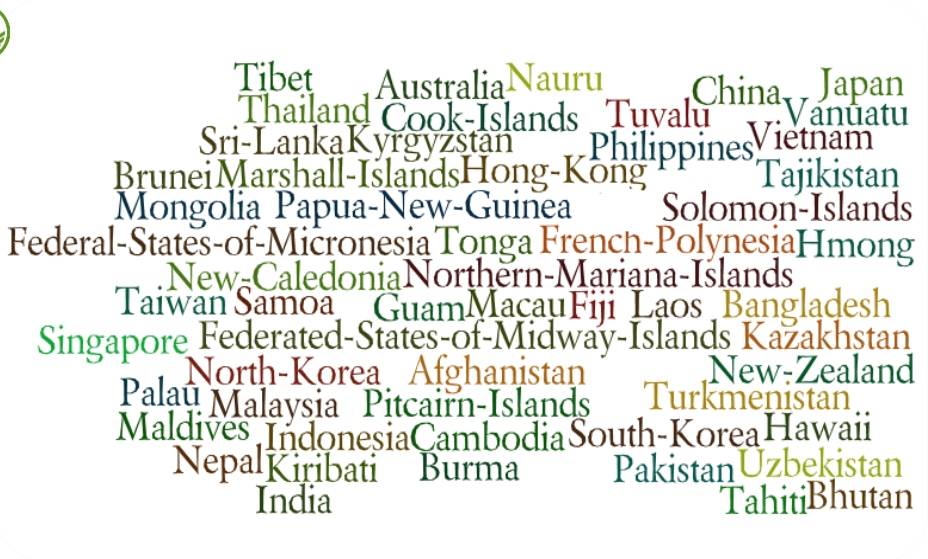 Tibet Australia Nauru China Japan
Thailand Cook-Islands Tuvalu Vanuatu
Sri-Lanka Kyrgyzstan Philippines Vietnam
Brunei Marshall-Islands Hong-Kong Tajikistan
Mongolia Papua-New-Guinea Solomon-Islands
Federal-States-of-Micronesia Tonga French-Polynesia Hmong
New-Caledonia Northern-Mariana-Islands
Taiwan Samoa Guam Macau Fiji Laos Bangladesh
Singapore Federated-States-of-Midway-Islands Kazakhstan
North-Korea Afghanistan New-Zealand
Palau Malaysia Pitcairn-Islands Turkmenistan
Maldives Indonesia Cambodia South-Korea Hawaii
Nepal Kiribati Burma Pakistan Uzbekistan
India Tahiti Bhutan